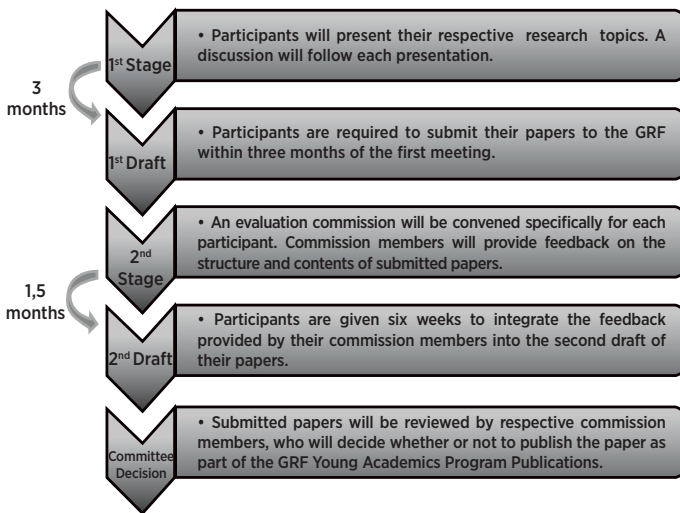 1st Stage
• Participants will present their respective research topics. A
discussion will follow each presentation.
3
months
1st Draft
• Participants are required to submit their papers to the GRF
within three months of the first meeting.
2nd
Stage
• An evaluation commission will be convened specifically for each
participant. Commission members will provide feedback on the
structure and contents of submitted papers.
1,5
months
2nd Draft
• Participants are given six weeks to integrate the feedback
provided by their commission members into the second draft of
their papers.
Committee
Decision
• Submitted papers will be reviewed by respective commission
members, who will decide whether or not to publish the paper as
part of the GRF Young Academics Program Publications.